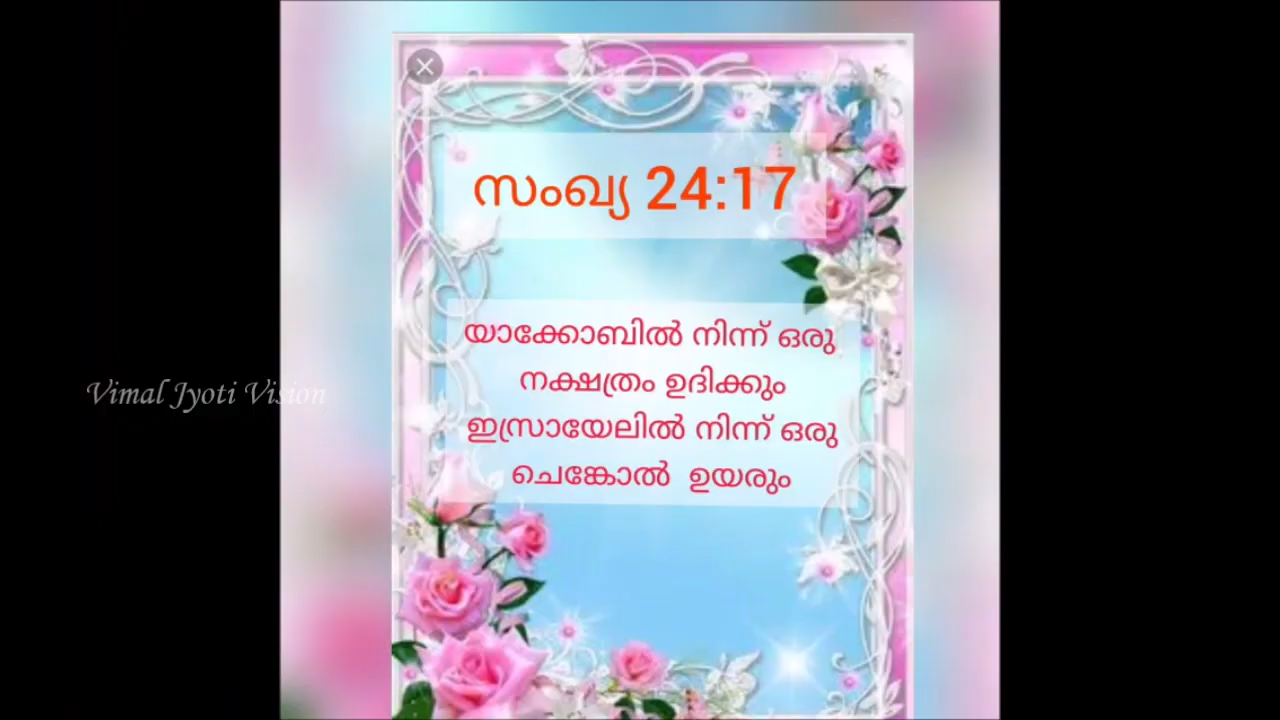 സംഖ്യ 24:17
യാക്കോബിൽ നിന്ന് ഒരു
നക്ഷത്രം ഉദിക്കും
ഇസ്രായേലിൽ നിന്ന് ഒരു
ചെങ്കോൽ ഉയരും
Vimal Jyoti Vision